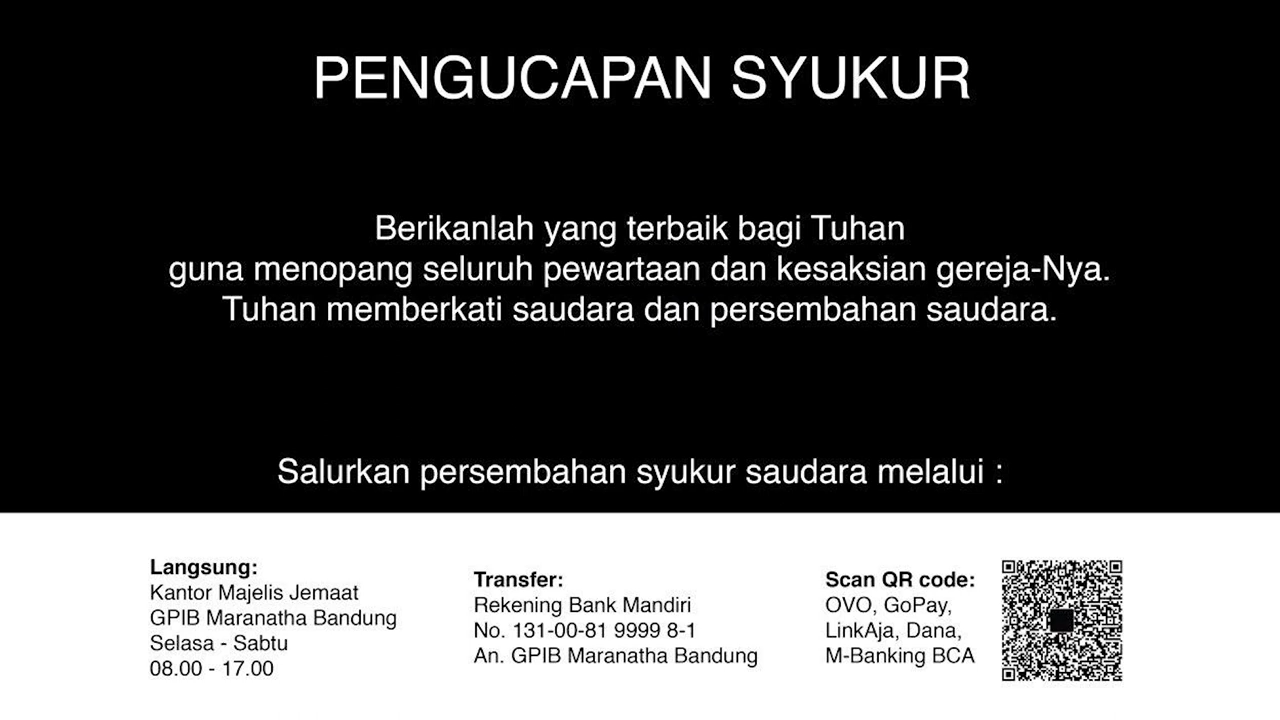 PENGUCAPAN SYUKUR
Berikanlah yang terbaik bagi Tuhan
guna menopang seluruh pewartaan dan kesaksian gereja-Nya.
Tuhan memberkati saudara dan persembahan saudara.
Salurkan persembahan syukur saudara melalui :
Langsung:
Kantor Majelis Jemaat
GPIB Maranatha Bandung
Selasa - Sabtu
08.00 - 17.00
Transfer:
Rekening Bank Mandiri
No. 131-00-81 9999 8-1
An. GPIB Maranatha Bandung
Scan QR code:
OVO, GoPay,
LinkAja, Dana,
M-Banking BCA